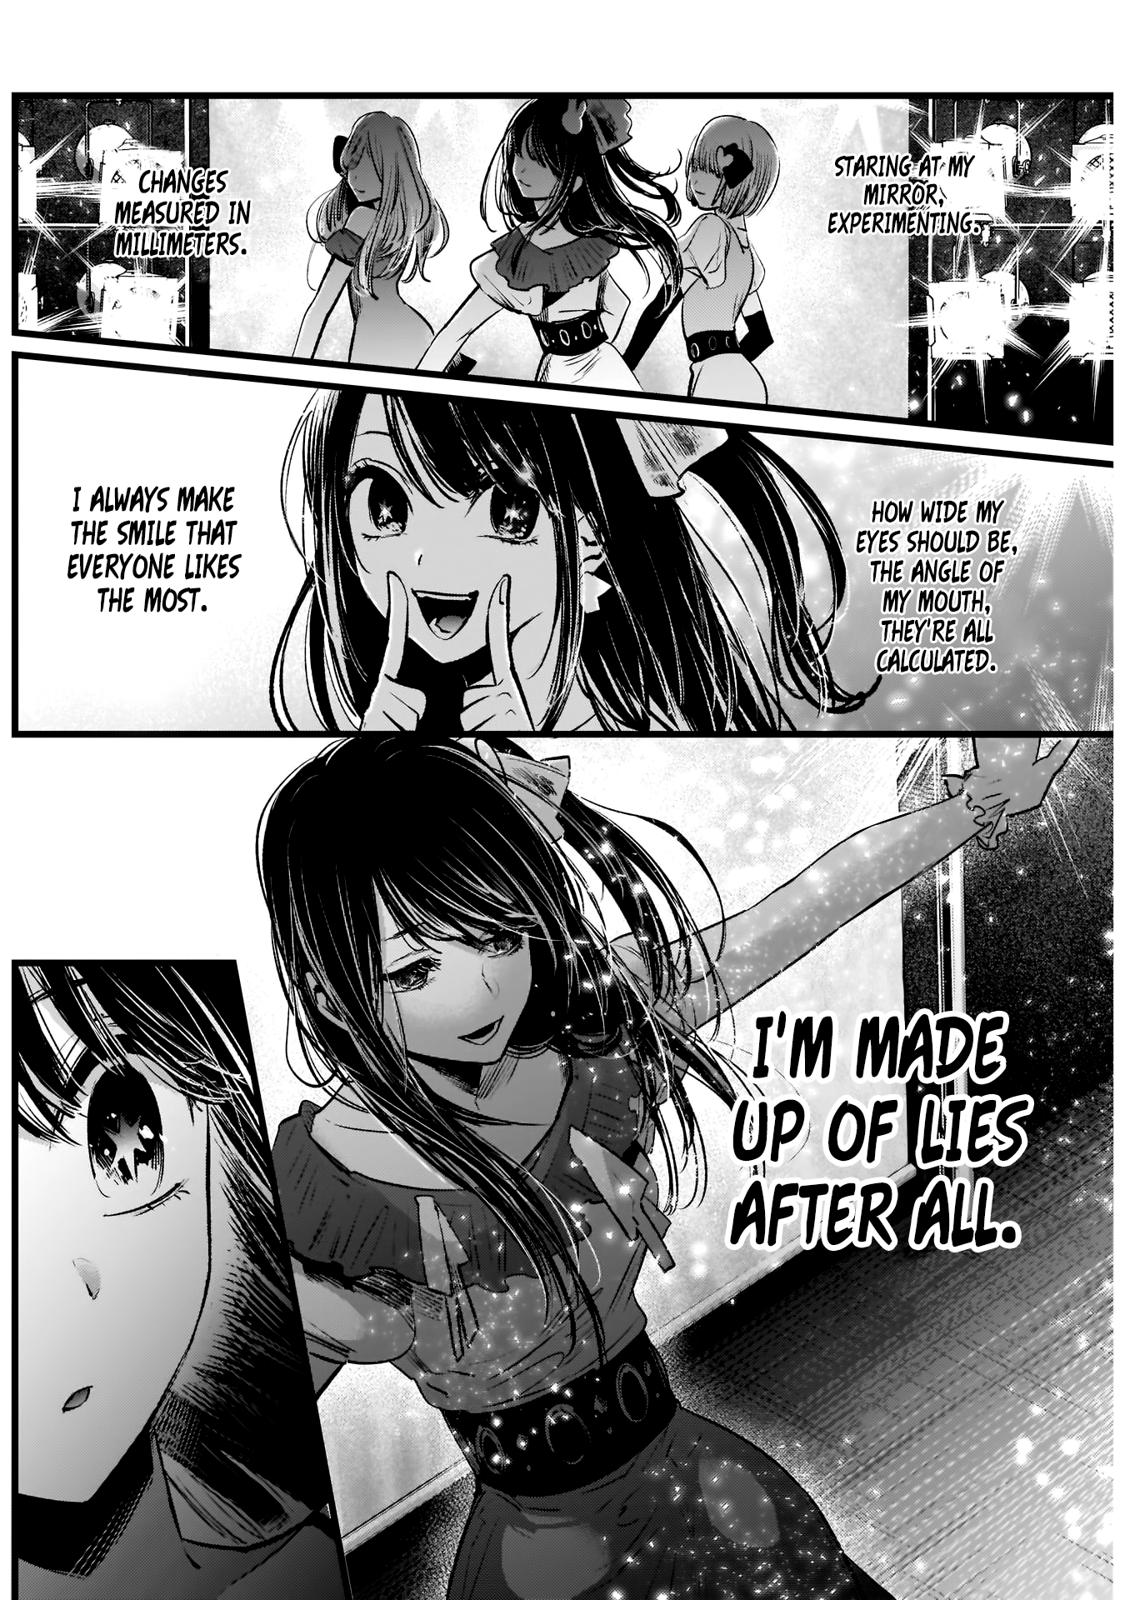 STARING AT MY
MIRROR,
EXPERIMENTING.
CHANGES
MEASURED IN
MILLIMETERS.
HOW WIDE MY
EYES SHOULD BE,
THE ANGLE OF
MY MOUTH,
THEY'RE ALL
CALCULATED.
I ALWAYS MAKE
THE SMILE THAT
EVERYONE LIKES
THE MOST.
I'M MADE
UP OF LIES
AFTER ALL.